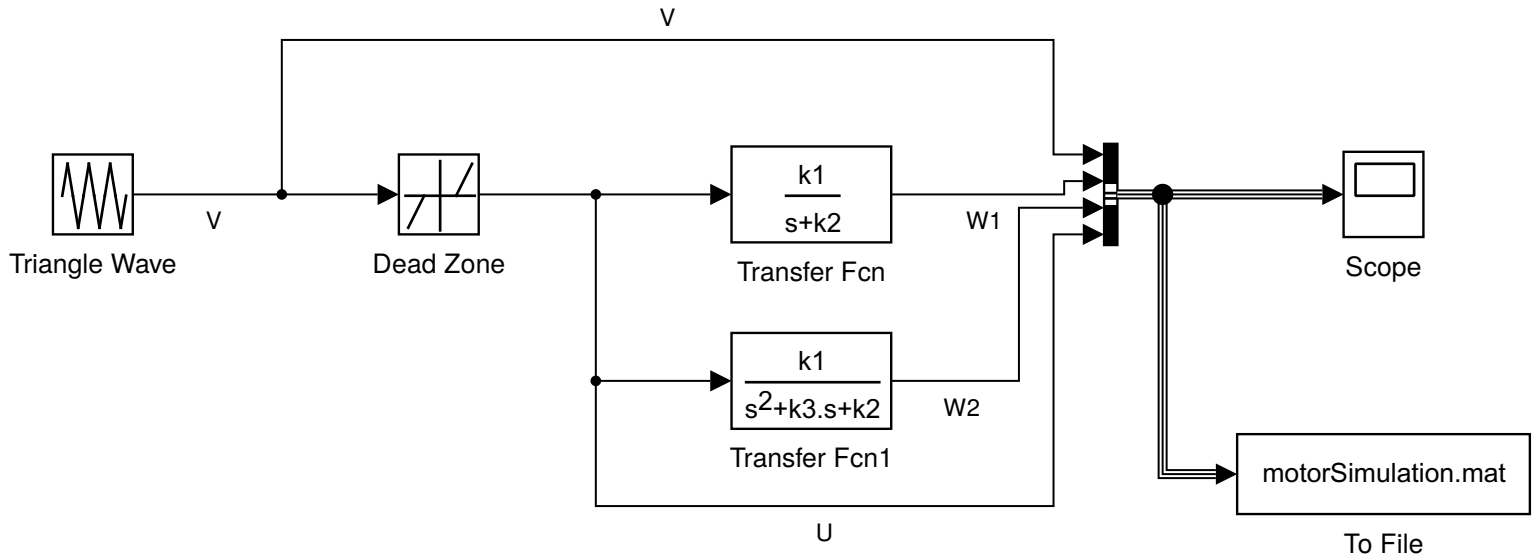 V
V
Triangle Wave
Dead Zone
k1
s+k2
Transfer Fcn
W1
k1
s2+k3.s+k2
Transfer Fcn1
W2
U
Scope
motorSimulation.mat
To File